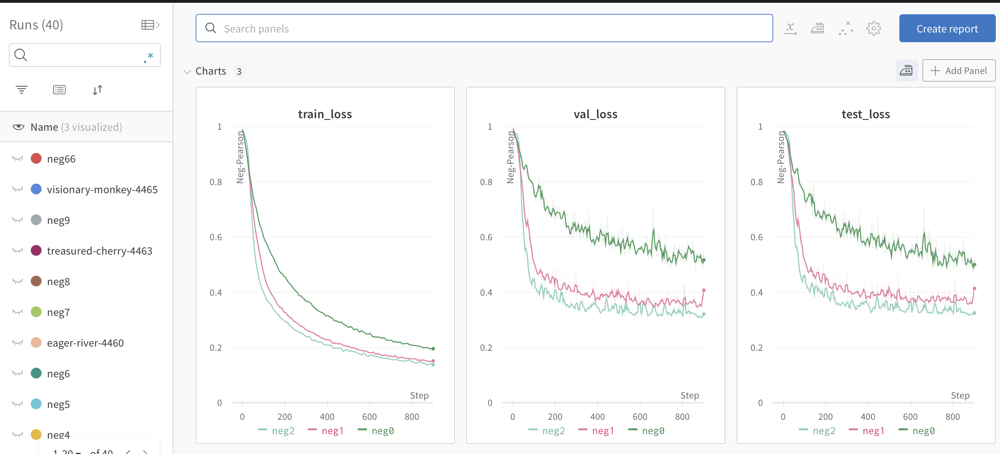 Runs (40)
.*
Name (3 visualized)
neg66
visionary-monkey-4465
neg9
treasured-cherry-4463
neg8
neg7
eager-river-4460
neg6
neg5
neg4
1-20 of 40
Search panels
Create report
Charts 3
Add Panel
train_loss
Neg-Pearson
1
0.8
0.6
0.4
0.2
0
Step
0 200 400 600 800
neg2 neg1 neg0
val_loss
Neg-Pearson
1
0.8
0.6
0.4
0.2
0
Step
0 200 400 600 800
neg2 neg1 neg0
test_loss
Neg-Pearson
1
0.8
0.6
0.4
0.2
0
Step
0 200 400 600 800
neg2 neg1 neg0